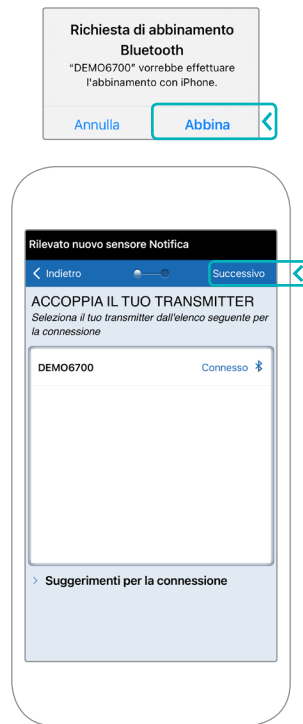 Richiesta di abbinamento
Bluetooth
“DEMO6700” vorrebbe effettuare
l'abbinamento con iPhone.
Annulla
Abbina
Rilevato nuovo sensore Notifica
Indietro
Successivo
ACCOPPIA IL TUO TRANSMITTER
Seleziona il tuo transmitter dall'elenco seguente per
la connessione
DEMO6700
Connesso
Suggerimenti per la connessione